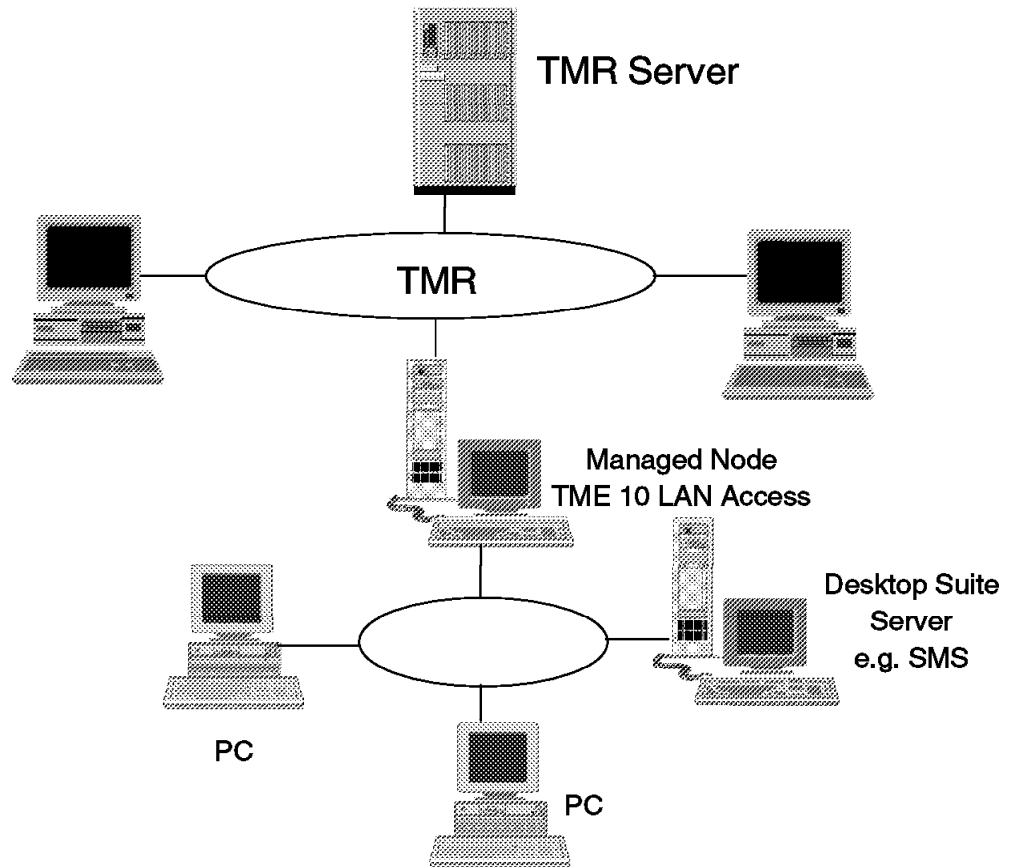 TMR Server
TMR
Managed Node
TME 10 LAN Access
Desktop Suite
Server
e.g. SMS
PC
PC